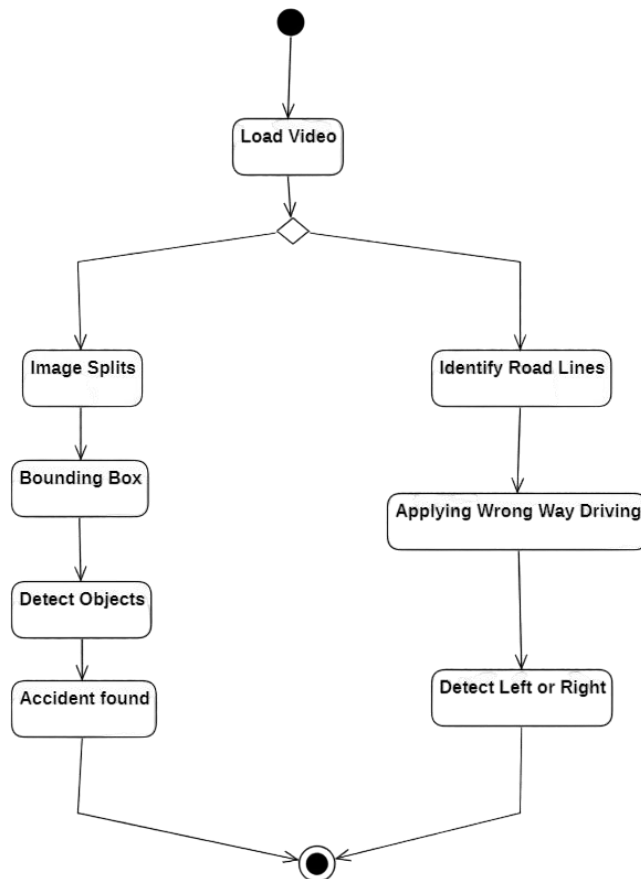 Load Video
Image Splits
Identify Road Lines
Bounding Box
Applying Wrong Way Driving
Detect Objects
Detect Left or Right
Accident found